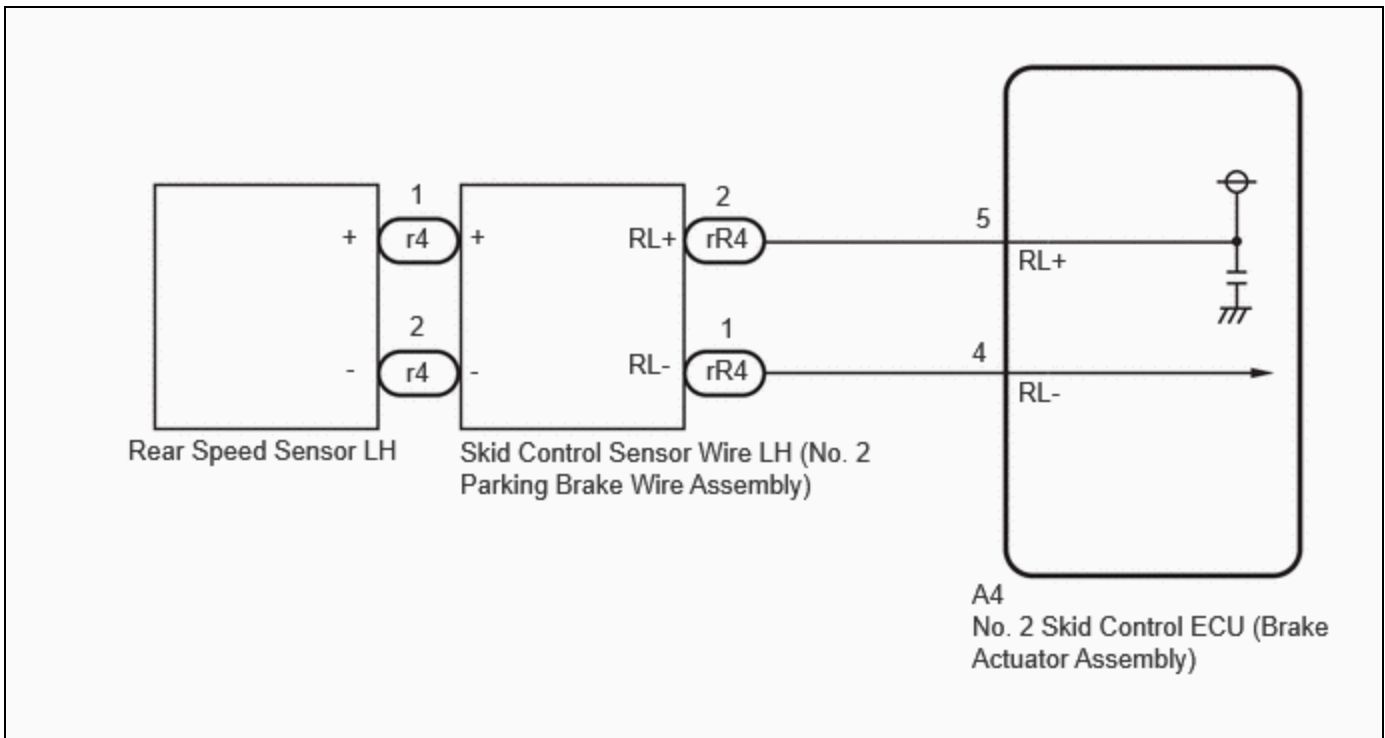 1
2
+
r4
+
RL+
rR4
5
RL+
2
1
-
r4
-
RL-
rR4
4
RL-
Rear Speed Sensor LH
Skid Control Sensor Wire LH (No. 2
Parking Brake Wire Assembly)
A4
No. 2 Skid Control ECU (Brake
Actuator Assembly)